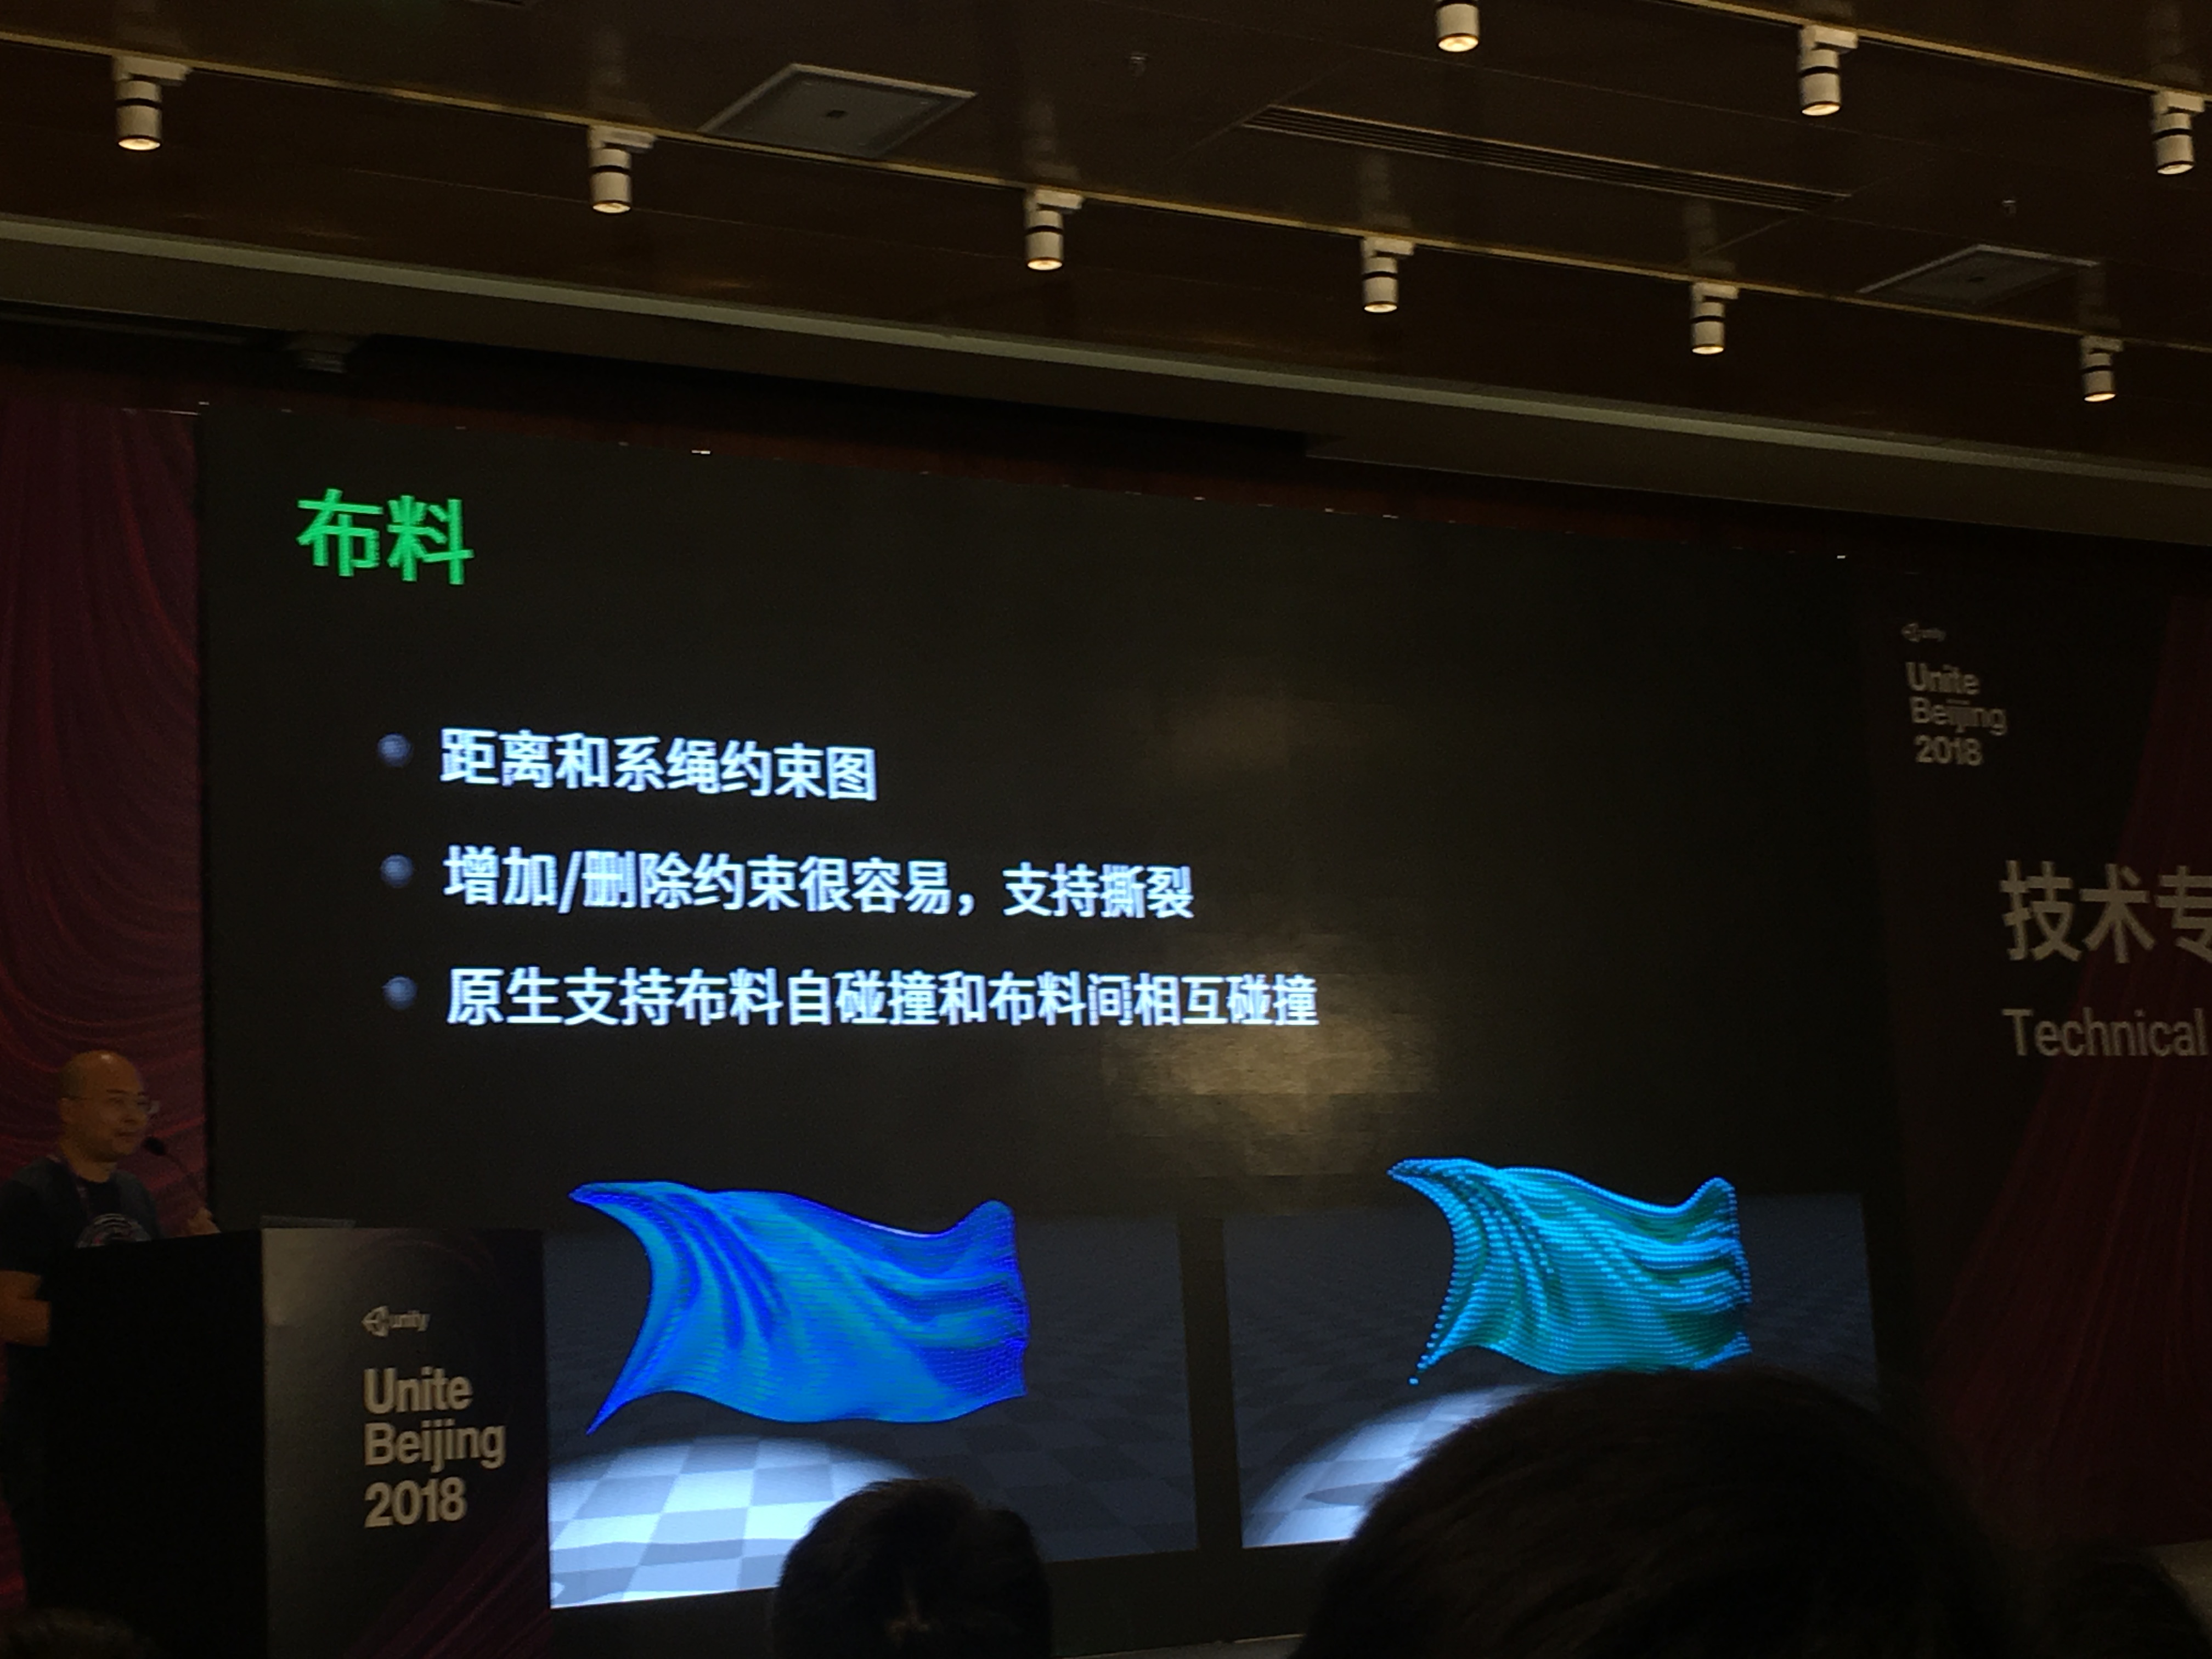 布料
距离和系绳约束图
增加/删除约束很容易，支持撕裂
原生支持布料自碰撞和布料间相互碰撞
unity
Unite
Beijing
2018
unity
Unite
Beijing
2018
技术专
Technical